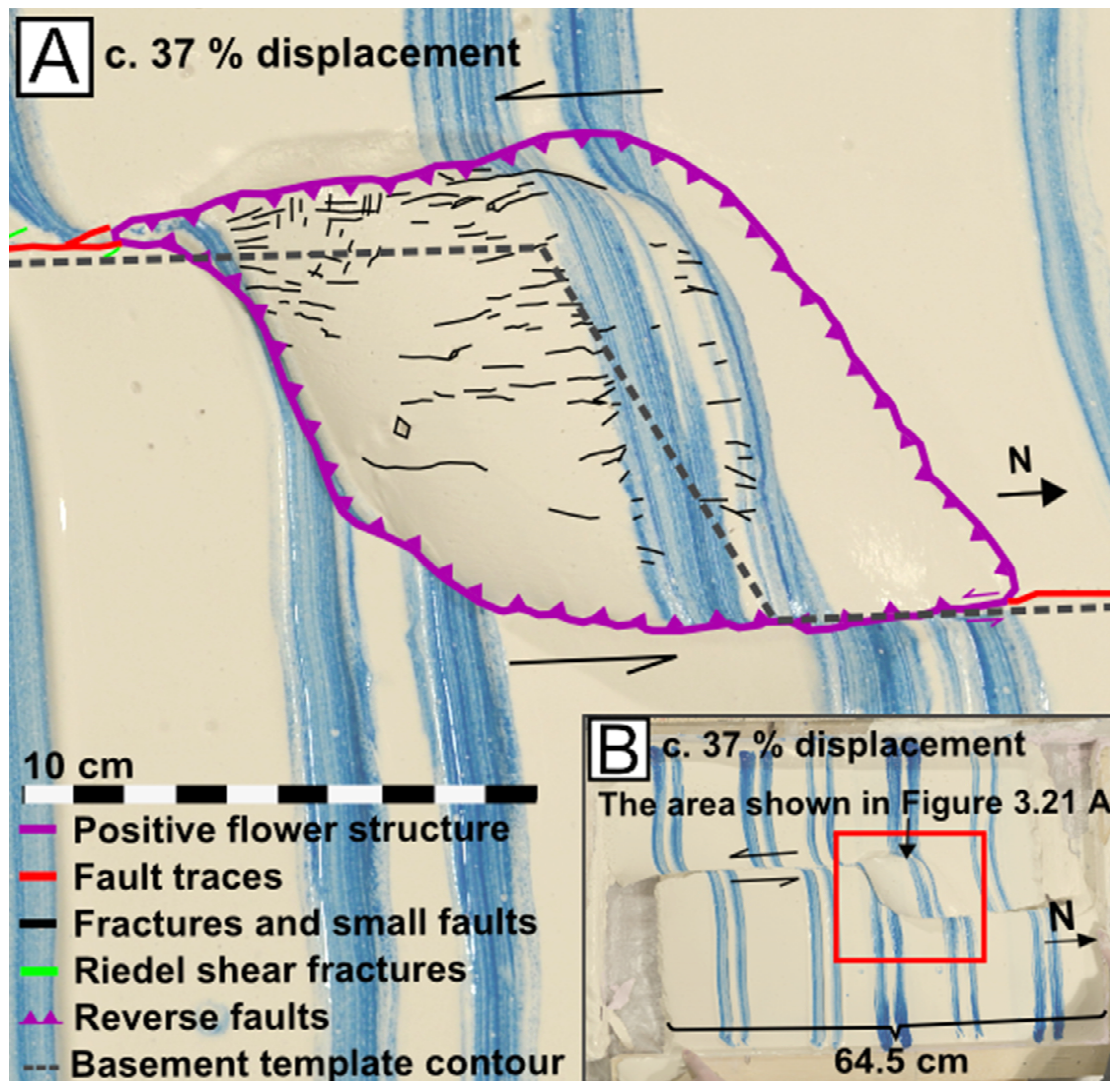 A c. 37 % displacement
N
10 cm
Positive flower structure
Fault traces
Fractures and small faults
Riedel shear fractures
Reverse faults
Basement template contour
B c. 37 % displacement
The area shown in Figure 3.21 A
N
64.5 cm